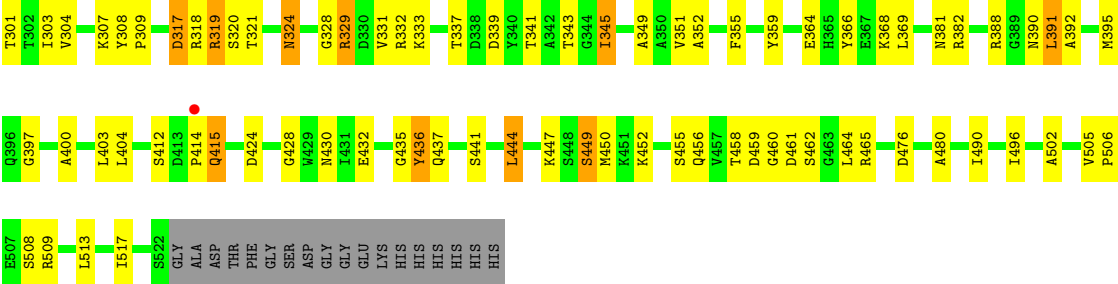 T301 T302 I303 V304 K307 Y308 P309 D317 R318 R319 S320 T321 N324 G328 R329 D330 V331 R332 K333 T337 D338 D339 Y340 T341 A342 T343 G344 I345 A349 A350 V351 A352 F355 Y359 E364 H365 Y366 E367 K368 L369 N381 R382 R388 G389 N390 L391 A392 M395
Q396 G397 A400 L403 L404 S412 D413 P414 Q415 D424 G428 W429 N430 I431 E432 G435 Y436 Q437 S441 L444 K447 S448 S449 M450 K451 K452 S455 Q456 V457 T458 D459 G460 D461 S462 G463 L464 R465 D476 A480 I490 I496 A502 V505 P506
E507 S508 R509 L513 I517 S522 GLY ALA ASP THR PHE GLY SER ASP GLY GLY GLU LYS HIS HIS HIS HIS HIS HIS